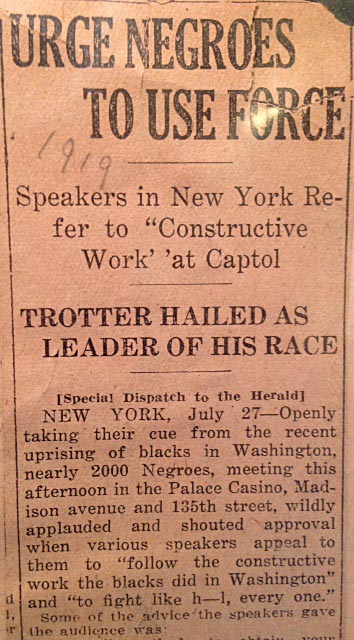 URGE NEGROES
TO USE FORCE
1919
Speakers in New York Re-
fer to “Constructive
Work’ ’at Captol
TROTTER HAILED AS
LEADER OF HIS RACE
[Special Dispatch to the Herald]
NEW YORK, July 27—Openly
taking their cue from the recent
uprising of blacks in Washington,
nearly 2000 Negroes, meeting this
afternoon in the Palace Casino, Mad-
ison avenue and 135th street, wildly
applauded and shouted approval
when various speakers appeal to
them to “follow the constructive
work the blacks did in Washington”
and “to fight like h—l, every one.”
Some of the advice the speakers gave
the audience was: